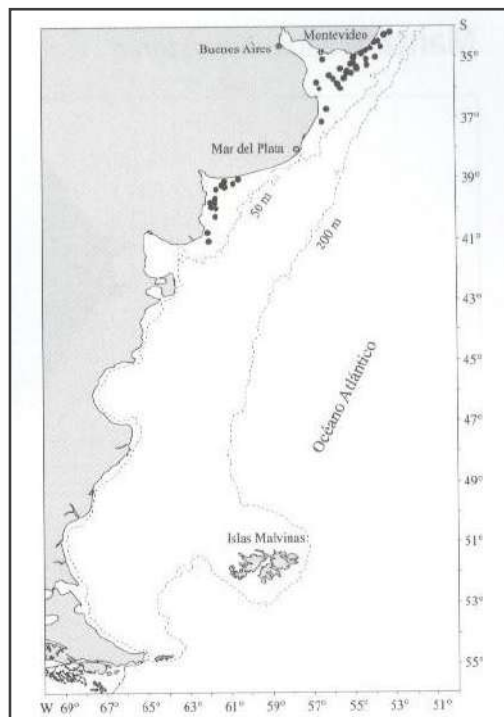 S
Montevideo
Buenos Aires
35°
37°
Mar del Plata
39°
50 m
200 m
41°
43°
45°
Océano Atlántico
47°
49°
Islas Malvinas
51°
53°
55°
W 69° 67° 65° 63° 61° 59° 57° 55° 53° 51°